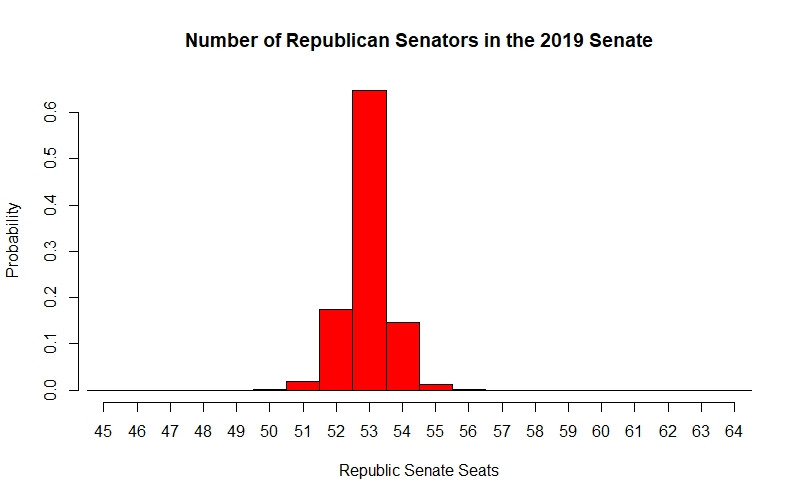 Number of Republican Senators in the 2019 Senate
0.6
0.5
0.4
0.3
0.2
0.1
0.0
Probability
45 46 47 48 49 50 51 52 53 54 55 56 57 58 59 60 61 62 63 64
Republic Senate Seats